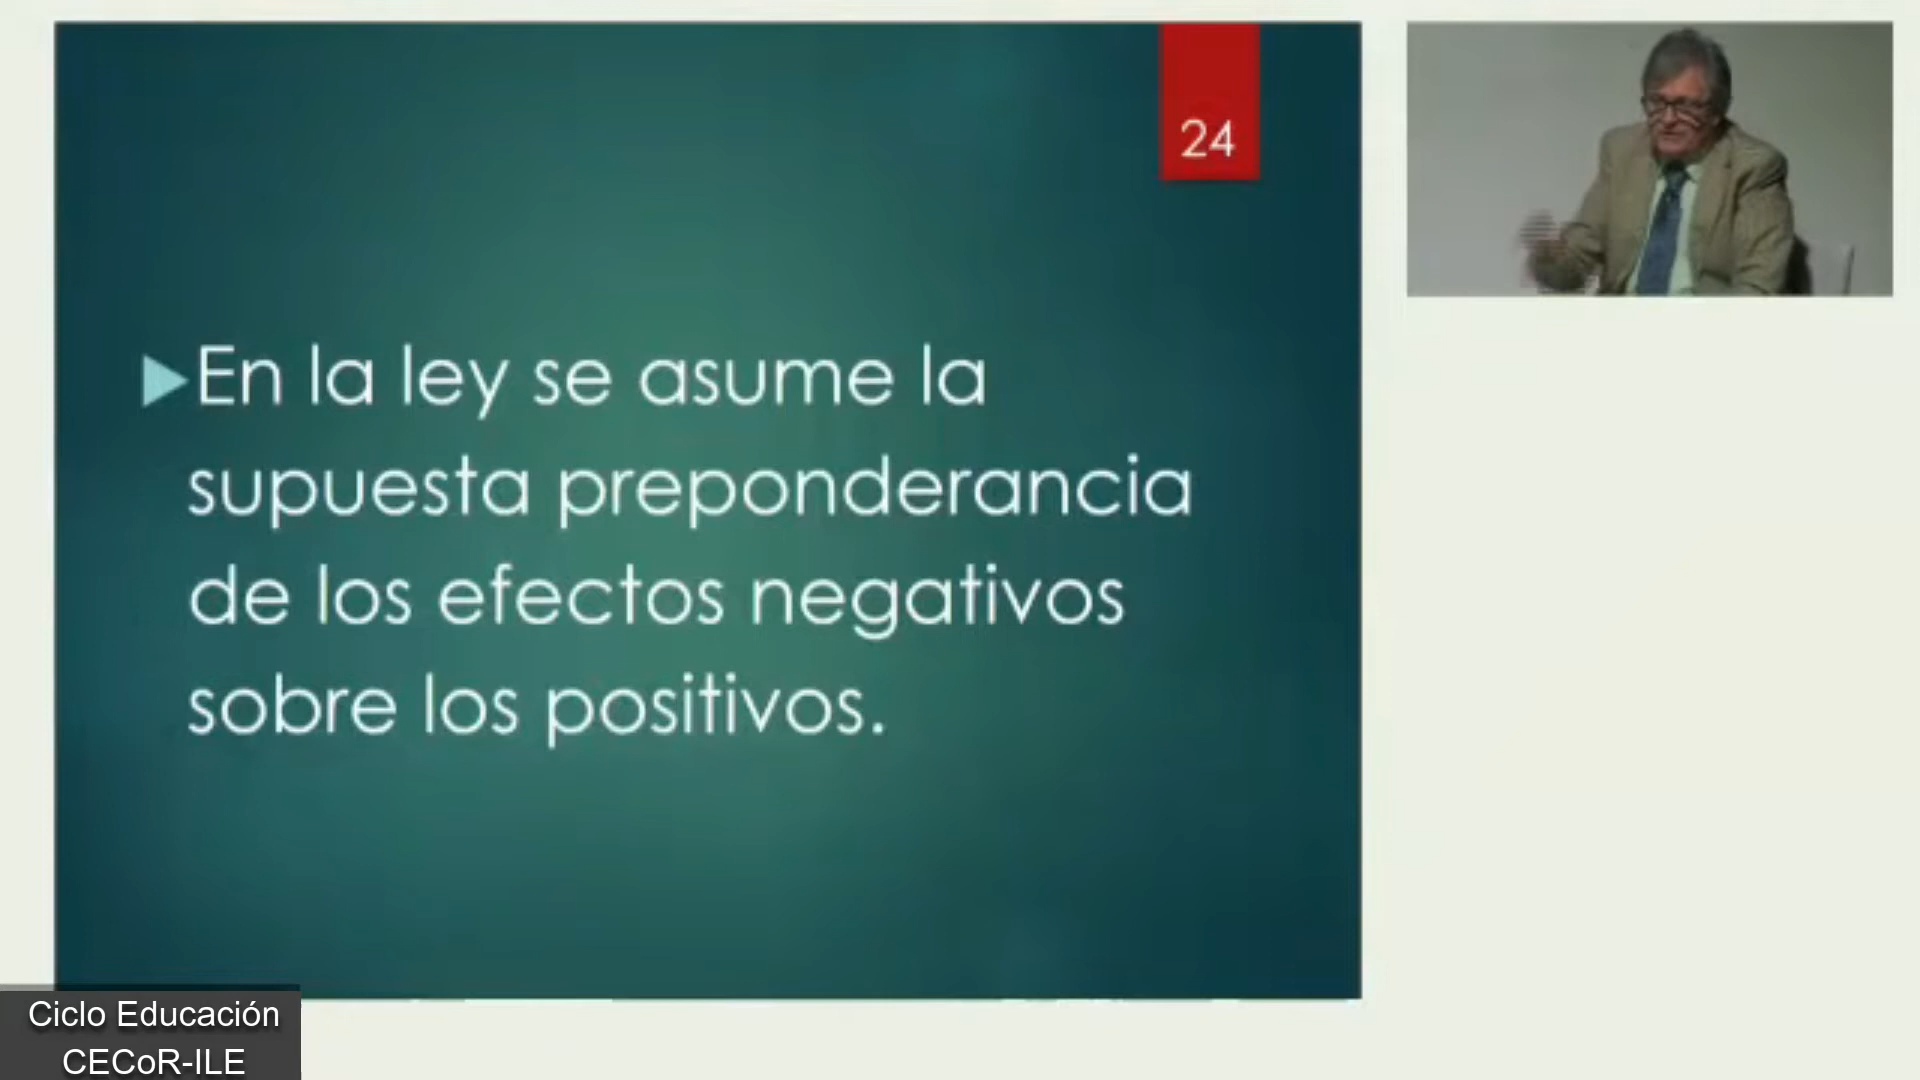 24
En la ley se asume la
supuesta preponderancia
de los efectos negativos
sobre los positivos.
Ciclo Educación
CECoR-ILE